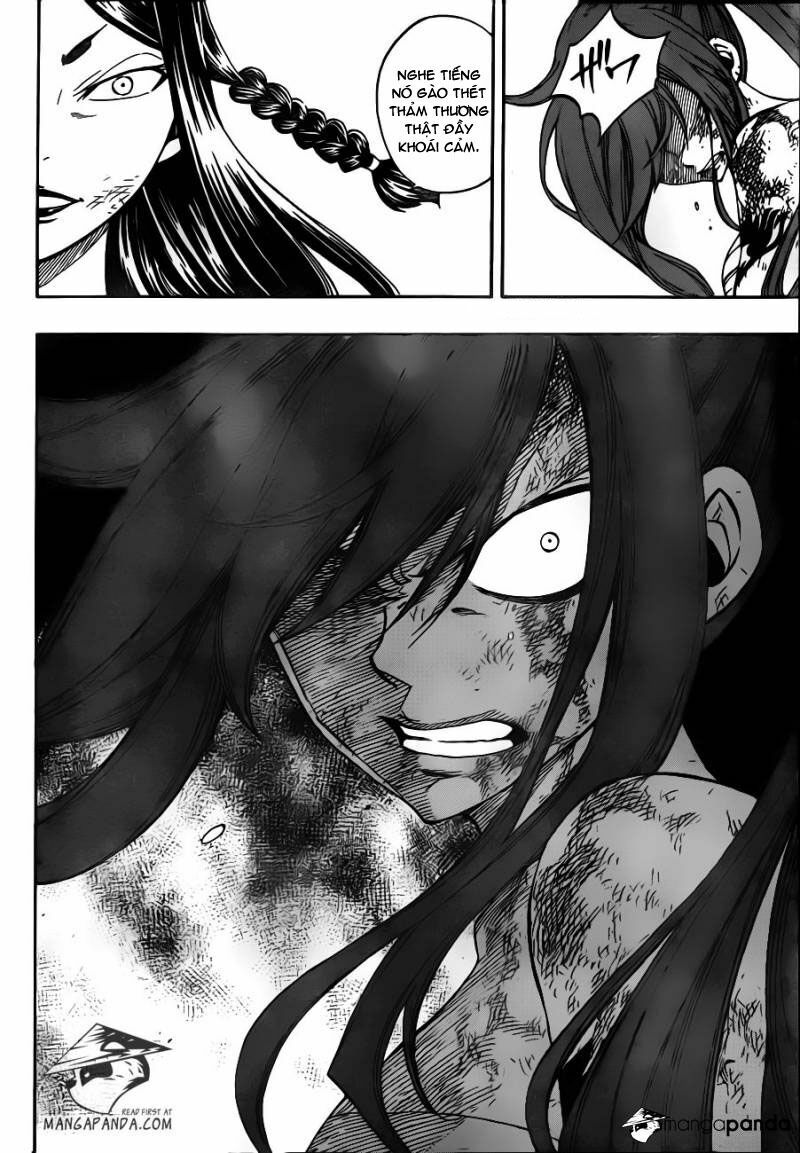 NGHE TIẾNG
NÓ GÀO THÉT
THẢM THƯƠNG
THẬT ĐẦY
KHOÁI CẢM.
READ FIRST AT
MANGAPANDA.COM
mangapanda